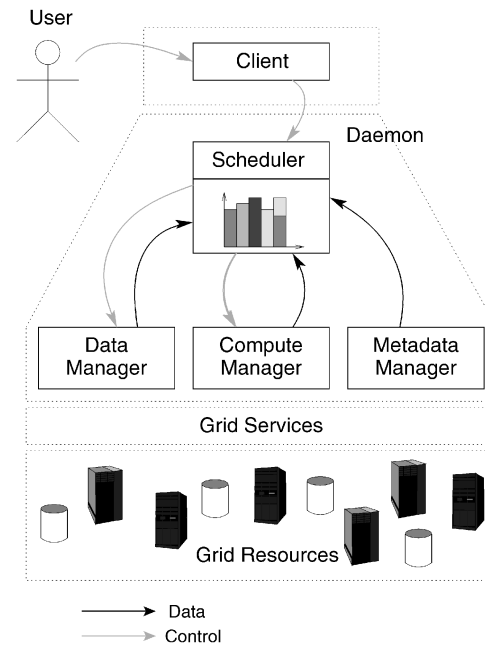 User
Client
Daemon
Scheduler
Data
Manager
Compute
Manager
Metadata
Manager
Grid Services
Grid Resources
Data
Control